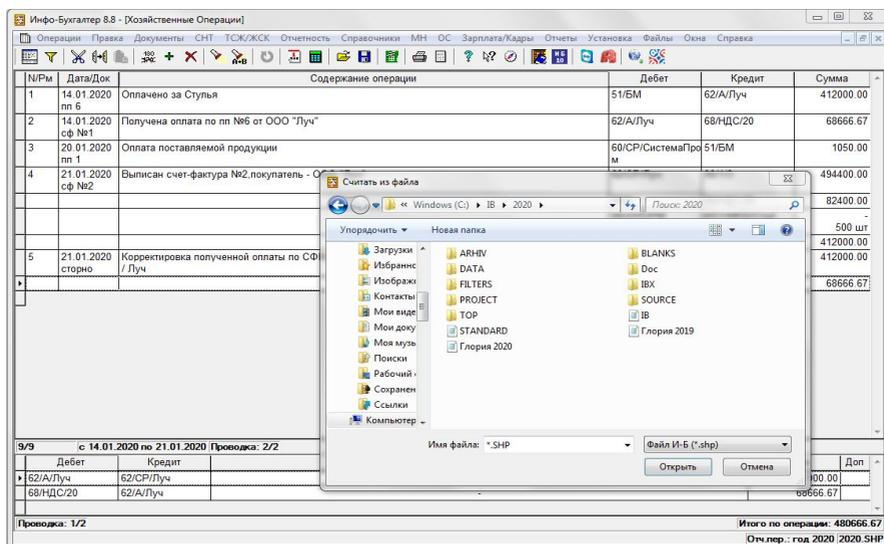 Инфо-Бухгалтер 8.8 - [Хозяйственные Операции]
Операции Правка Документы СНТ ТСЖ/ЖСК Отчетность Справочники МН ОС Зарплата/Кадры Отчеты Установка Файлы Окна Справка
N/Рм Дата/Док Содержание операции Дебет Кредит Сумма
1 14.01.2020 Оплачено за Стулья 51/БМ 62/А/Луч 412000.00
пп 6
2 14.01.2020 Получена оплата по пп №6 от ООО "Луч" 62/А/Луч 68/НДС/20 68666.67
сф №1
3 20.01.2020 Оплата поставляемой продукции 60/СР/СистемаПро 51/БМ 1050.00
пп 1 м
4 21.01.2020 Выписан счет-фактура №2,покупатель - 494400.00
сф №2
82400.00
-
500 шт
412000.00
5 21.01.2020 Корректировка полученной оплаты по СФ 412000.00
сторно / Луч
68666.67
Считать из файла
« Windows (C:) IB 2020 Поиск: 2020
Упорядочить Новая папка
Загрузки
Избранно
Изображе
Контакты
Мои виде
Мои доку
Моя музы
Поиски
Рабочий
Сохранен
Ссылки
Компьютер
ARHIV BLANKS
DATA Doc
FILTERS IBX
PROJECT SOURCE
TOP IB
STANDARD Глория 2019
Глория 2020
Имя файла: *.SHP Файл И-Б (*.shp)
Открыть Отмена
9/9 с 14.01.2020 по 21.01.2020 Проводка: 2/2
Дебет Кредит Доп
62/А/Луч 62/СР/Луч 00.00
68/НДС/20 62/А/Луч - 68666.67
Проводка: 1/2 Итого по операции: 480666.67
Отч.пер.: год 2020 2020.SHP